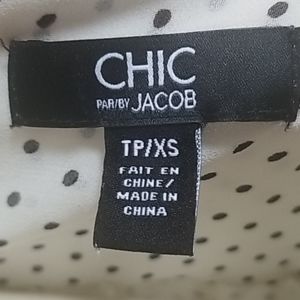 CHIC
PAR/BY JACOB
TP/XS
FAIT EN
CHINE/
MADE IN
CHINA